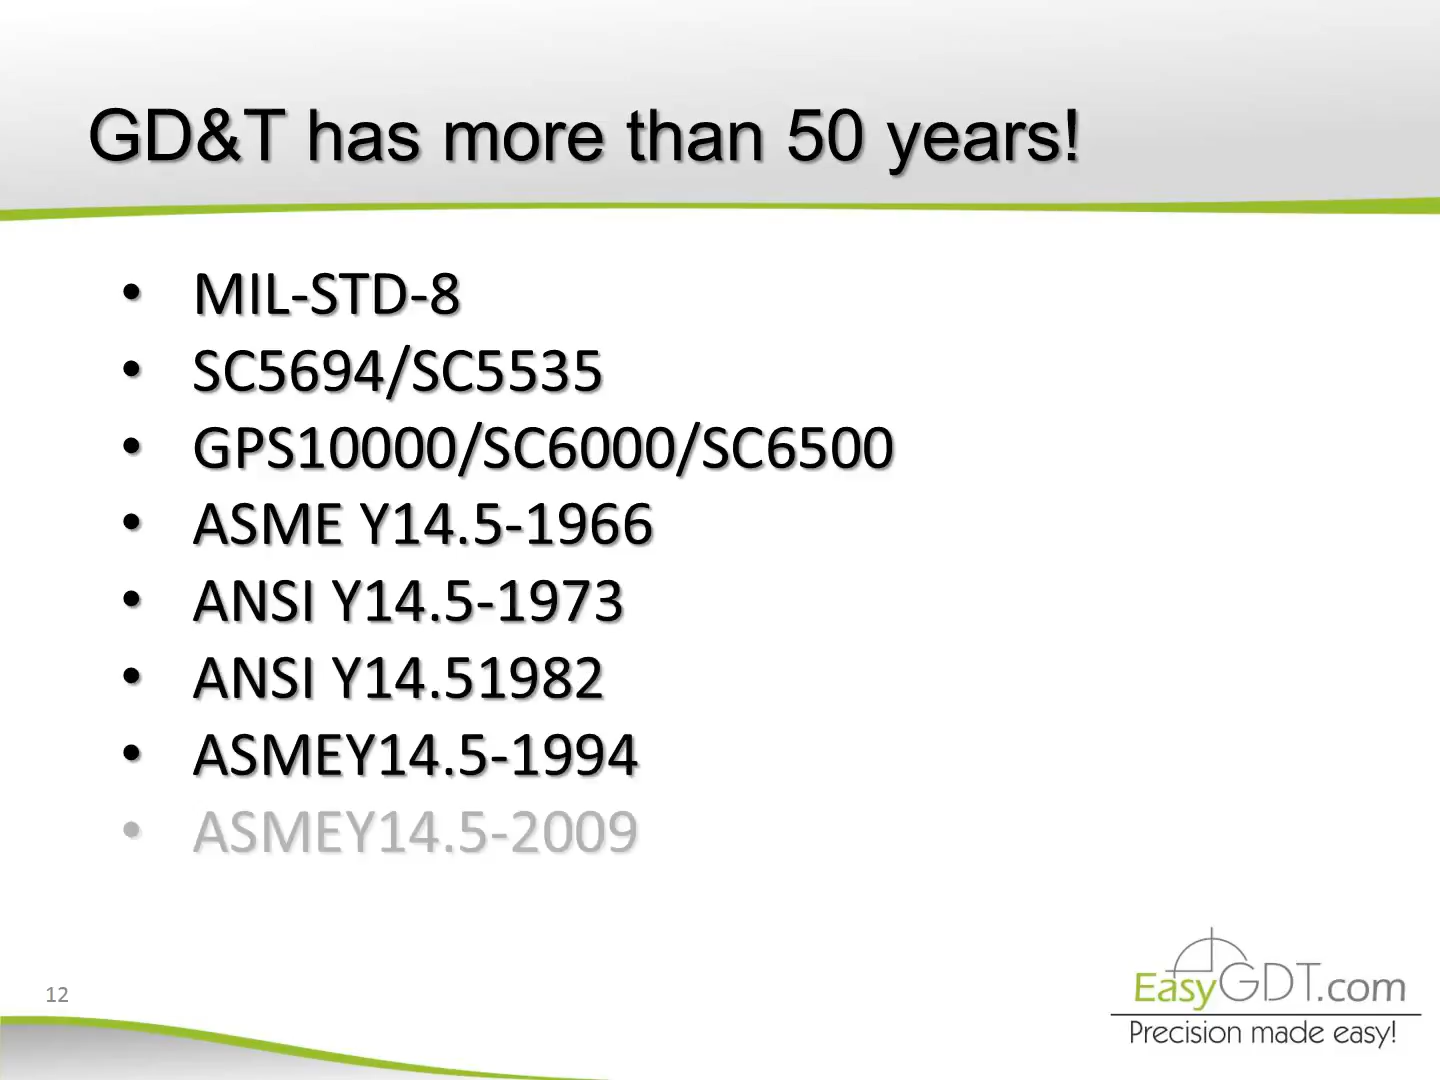 GD&T has more than 50 years!
• MIL-STD-8
• SC5694/SC5535
• GPS10000/SC6000/SC6500
• ASME Y14.5-1966
• ANSI Y14.5-1973
• ANSI Y14.51982
• ASMEY14.5-1994
• ASMEY14.5-2009
12
EasyGDT.com
Precision made easy!